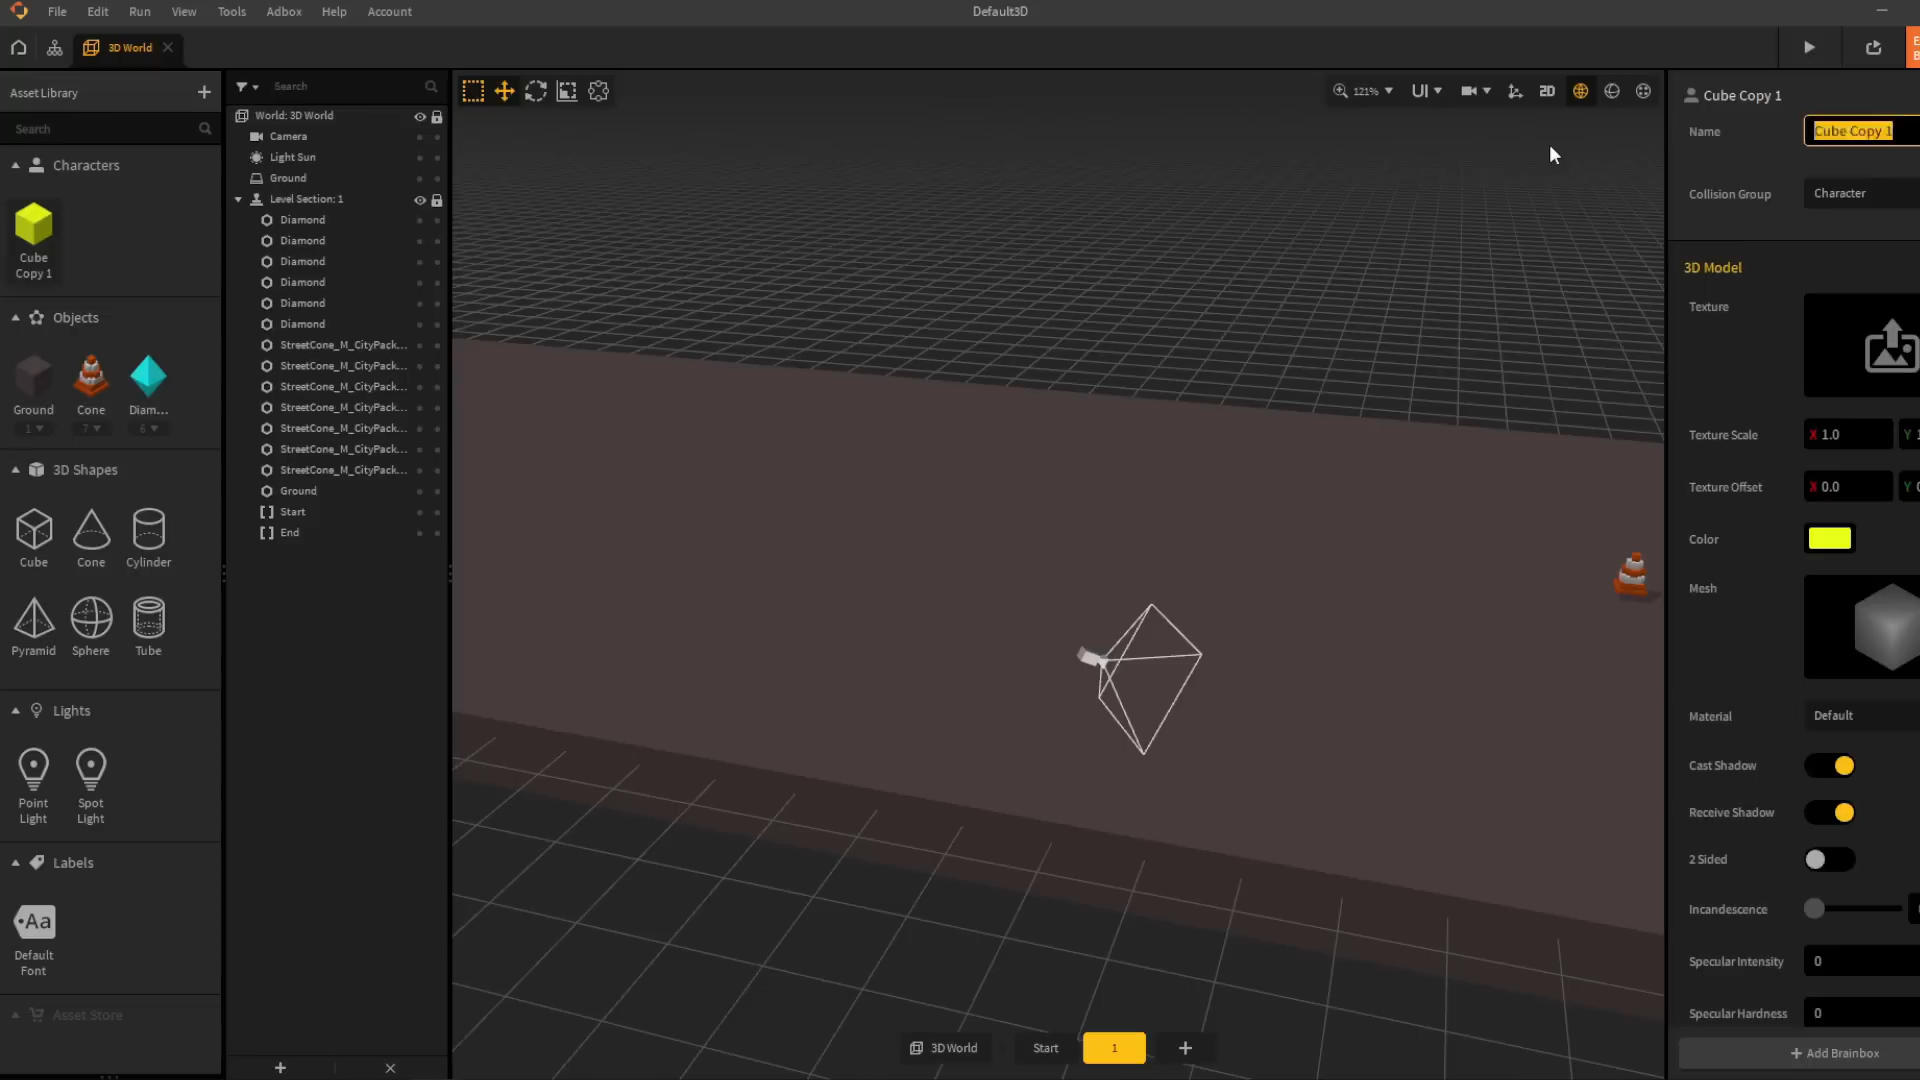 File Edit Run View Tools Adbox Help Account
Default3D
3D World
Asset Library
Search
Characters
Cube
Copy 1
Objects
Ground Cone Diam...
1 7 6
3D Shapes
Cube Cone Cylinder
Pyramid Sphere Tube
Lights
Point
Light
Spot
Light
Labels
Aa
Default
Font
Asset Store
Search
World: 3D World
Camera
Light Sun
Ground
Level Section: 1
Diamond
Diamond
Diamond
Diamond
Diamond
Diamond
StreetCone_M_CityPack...
StreetCone_M_CityPack...
StreetCone_M_CityPack...
StreetCone_M_CityPack...
StreetCone_M_CityPack...
StreetCone_M_CityPack...
StreetCone_M_CityPack...
Ground
Start
End
121% UI 2D
3D World Start 1
Cube Copy 1
Name Cube Copy 1
Collision Group Character
3D Model
Texture
Texture Scale X 1.0 Y
Texture Offset X 0.0 Y
Color
Mesh
Material Default
Cast Shadow
Receive Shadow
2 Sided
Incandescence
Specular Intensity 0
Specular Hardness 0
+ Add Brainbox